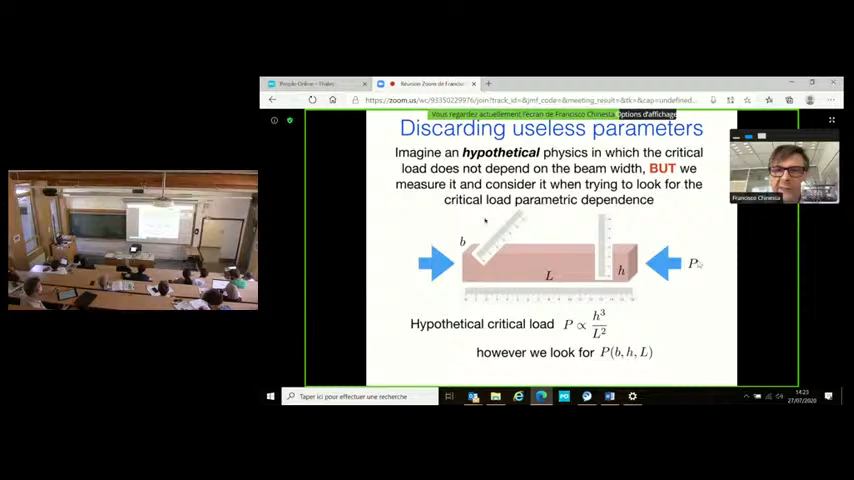 People Online - Thales
Réunion Zoom de Francisc
https://zoom.us/wc/93350229976/join?track_id=&jmf_code=&meeting_result=&tk=&cap=undefined...
Vous regardez actuellement l'écran de Francisco Chinesta
Options d'affichage
Discarding useless parameters
Imagine an hypothetical physics in which the critical
load does not depend on the beam width, BUT we
measure it and consider it when trying to look for the
critical load parametric dependence
Francisco Chinesta
b
L
h
P
Hypothetical critical load P ∝ h³/L²
however we look for P(b, h, L)
Taper ici pour effectuer une recherche
14:23
27/07/2020